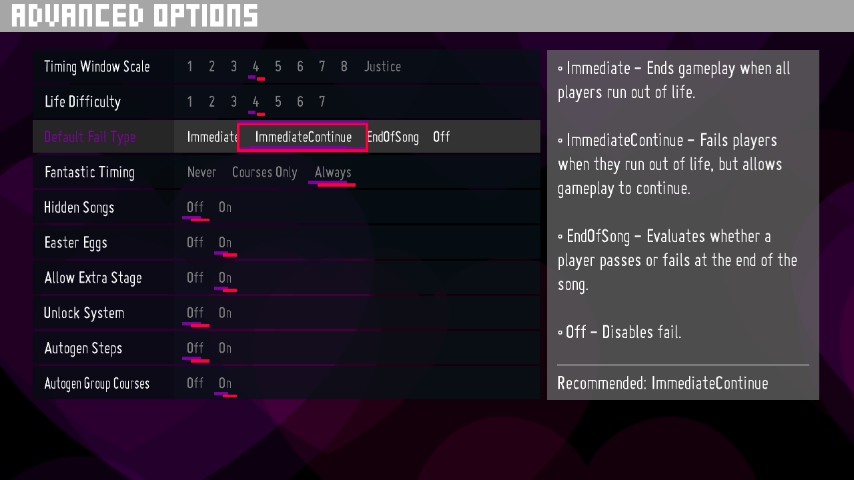 ADVANCED OPTIONS
Timing Window Scale 1 2 3 4 5 6 7 8 Justice
Life Difficulty 1 2 3 4 5 6 7
Default Fail Type Immediate ImmediateContinue EndOfSong Off
Fantastic Timing Never Courses Only Always
Hidden Songs Off On
Easter Eggs Off On
Allow Extra Stage Off On
Unlock System Off On
Autogen Steps Off On
Autogen Group Courses Off On
◦ Immediate – Ends gameplay when all
players run out of life.
◦ ImmediateContinue – Fails players
when they run out of life, but allows
gameplay to continue.
◦ EndOfSong – Evaluates whether a
player passes or fails at the end of the
song.
◦ Off – Disables fail.
Recommended: ImmediateContinue